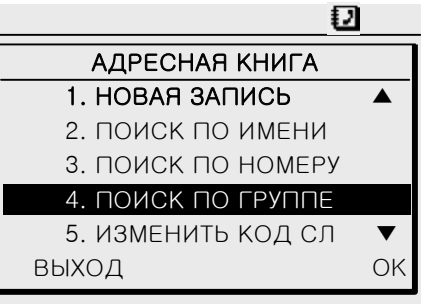 АДРЕСНАЯ КНИГА
1. НОВАЯ ЗАПИСЬ
2. ПОИСК ПО ИМЕНИ
3. ПОИСК ПО НОМЕРУ
4. ПОИСК ПО ГРУППЕ
5. ИЗМЕНИТЬ КОД СЛ
ВЫХОД OK